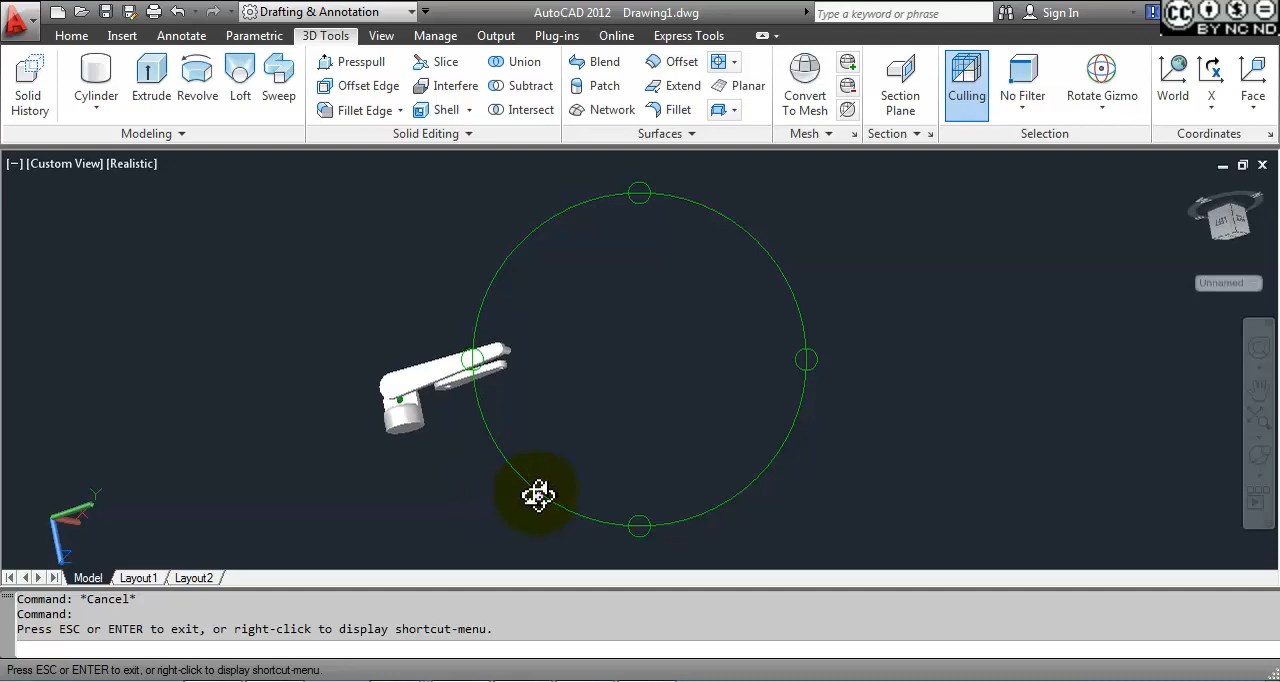 Drafting & Annotation
AutoCAD 2012 Drawing1.dwg
Type a keyword or phrase
Sign In
CC
BY NC ND
Home Insert Annotate Parametric 3D Tools View Manage Output Plug-ins Online Express Tools
Solid History
Cylinder
Extrude
Revolve
Loft
Sweep
Modeling
Presspull
Offset Edge
Fillet Edge
Slice
Interfere
Shell
Union
Subtract
Intersect
Solid Editing
Blend
Patch
Network
Offset
Extend
Fillet
Planar
Surfaces
Convert To Mesh
Mesh
Section Plane
Section
Culling
No Filter
Rotate Gizmo
Selection
World
X
Face
Coordinates
[−] [Custom View] [Realistic]
Unnamed
Y
X
Z
Model Layout1 Layout2
Command: *Cancel*
Command:
Press ESC or ENTER to exit, or right-click to display shortcut-menu.
Press ESC or ENTER to exit, or right-click to display shortcut-menu.